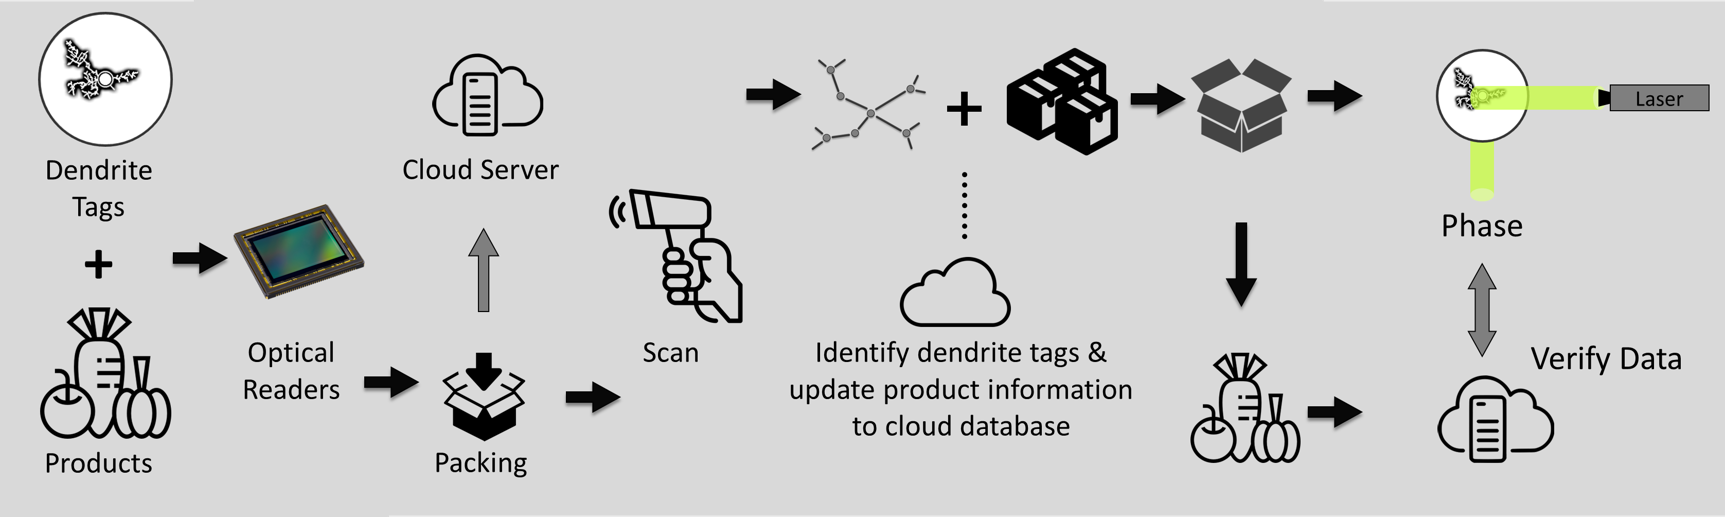 Dendrite
Tags
+
Products
Optical
Readers
Cloud Server
Packing
Scan
+
Identify dendrite tags &
update product information
to cloud database
Laser
Phase
Verify Data